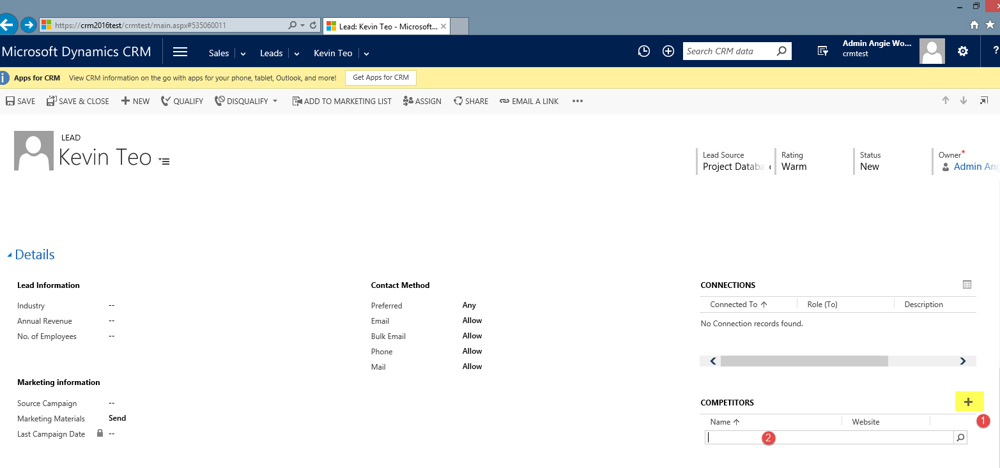 https://crm2016test/crmtest/main.aspx#535060011
Lead: Kevin Teo - Microsoft...
Microsoft Dynamics CRM
Sales
Leads
Kevin Teo
Search CRM data
Admin Angie Wo...
crmtest
?
Apps for CRM View CRM information on the go with apps for your phone, tablet, Outlook, and more! Get Apps for CRM
SAVE SAVE & CLOSE NEW QUALIFY DISQUALIFY ADD TO MARKETING LIST ASSIGN SHARE EMAIL A LINK •••
LEAD
Kevin Teo
Lead Source
Project Databa
Rating
Warm
Status
New
Owner*
Admin Ang
Details
Lead Information
Industry --
Annual Revenue --
No. of Employees --
Marketing information
Source Campaign --
Marketing Materials Send
Last Campaign Date --
Contact Method
Preferred Any
Email Allow
Bulk Email Allow
Phone Allow
Mail Allow
CONNECTIONS
Connected To Role (To) Description
No Connection records found.
COMPETITORS
1
Name Website
2